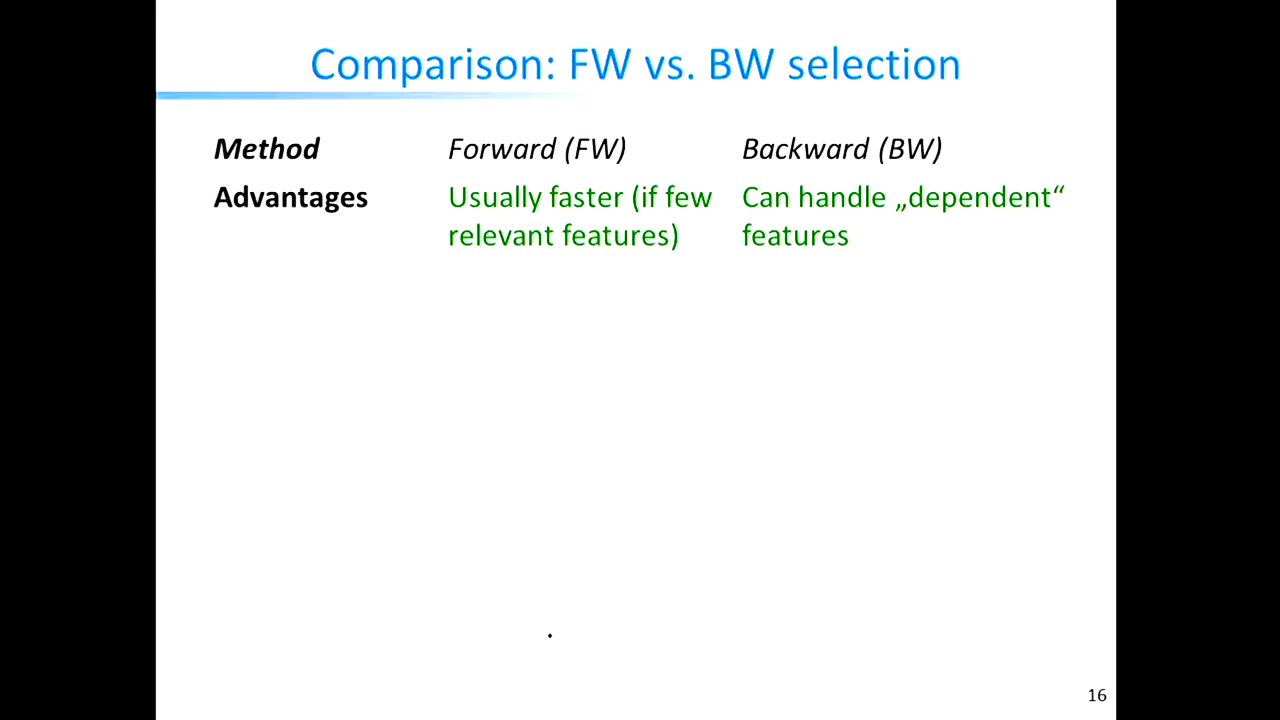 Comparison: FW vs. BW selection
Method Forward (FW) Backward (BW)
Advantages Usually faster (if few Can handle „dependent“
relevant features) features
16